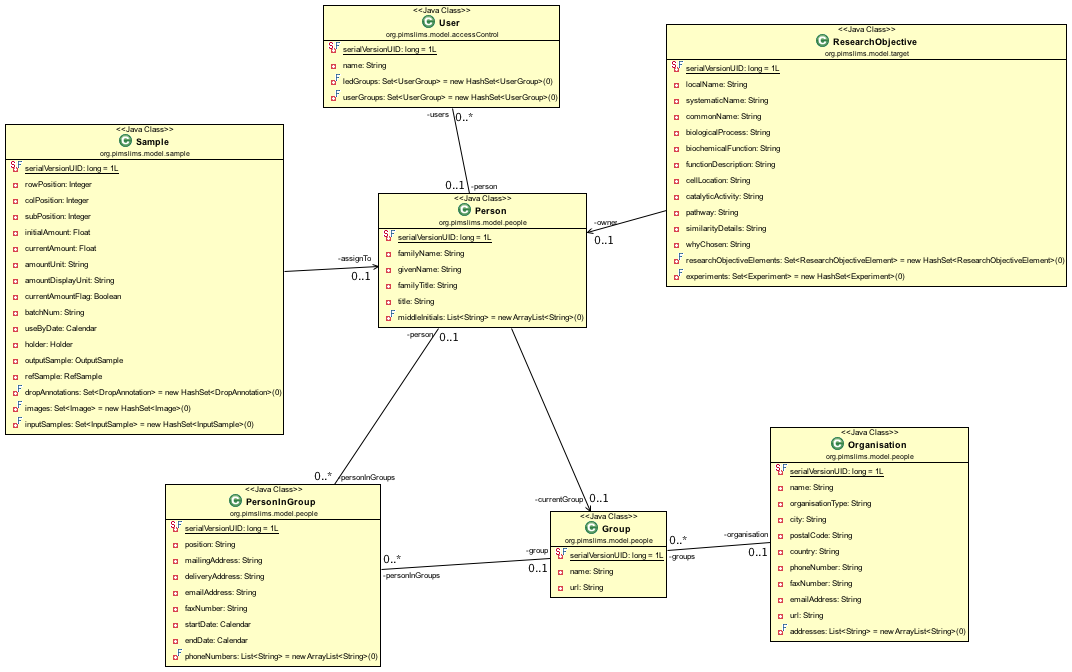 <<Java Class>>
User
org.pimslims.model.accessControl
serialVersionUID: long = 1L
name: String
ledGroups: Set<UserGroup> = new HashSet<UserGroup>(0)
userGroups: Set<UserGroup> = new HashSet<UserGroup>(0)
-users
0..*
<<Java Class>>
ResearchObjective
org.pimslims.model.target
serialVersionUID: long = 1L
localName: String
systematicName: String
commonName: String
biologicalProcess: String
biochemicalFunction: String
functionDescription: String
cellLocation: String
catalyticActivity: String
pathway: String
similarityDetails: String
whyChosen: String
researchObjectiveElements: Set<ResearchObjectiveElement> = new HashSet<ResearchObjectiveElement>(0)
experiments: Set<Experiment> = new HashSet<Experiment>(0)
<<Java Class>>
Sample
org.pimslims.model.sample
serialVersionUID: long = 1L
rowPosition: Integer
colPosition: Integer
subPosition: Integer
initialAmount: Float
currentAmount: Float
amountUnit: String
amountDisplayUnit: String
currentAmountFlag: Boolean
batchNum: String
useByDate: Calendar
holder: Holder
outputSample: OutputSample
refSample: RefSample
dropAnnotations: Set<DropAnnotation> = new HashSet<DropAnnotation>(0)
images: Set<Image> = new HashSet<Image>(0)
inputSamples: Set<InputSample> = new HashSet<InputSample>(0)
0..1
-person
<<Java Class>>
Person
org.pimslims.model.people
serialVersionUID: long = 1L
familyName: String
givenName: String
familyTitle: String
title: String
middleInitials: List<String> = new ArrayList<String>(0)
-owner
0..1
-assignTo
0..1
-person
0..1
0..*
-personInGroups
-currentGroup
0..1
<<Java Class>>
PersonInGroup
org.pimslims.model.people
serialVersionUID: long = 1L
position: String
mailingAddress: String
deliveryAddress: String
emailAddress: String
faxNumber: String
startDate: Calendar
endDate: Calendar
phoneNumbers: List<String> = new ArrayList<String>(0)
0..*
-personInGroups
-group
0..1
<<Java Class>>
Group
org.pimslims.model.people
serialVersionUID: long = 1L
name: String
url: String
0..*
-groups
-organisation
0..1
<<Java Class>>
Organisation
org.pimslims.model.people
serialVersionUID: long = 1L
name: String
organisationType: String
city: String
postalCode: String
country: String
phoneNumber: String
faxNumber: String
emailAddress: String
url: String
addresses: List<String> = new ArrayList<String>(0)